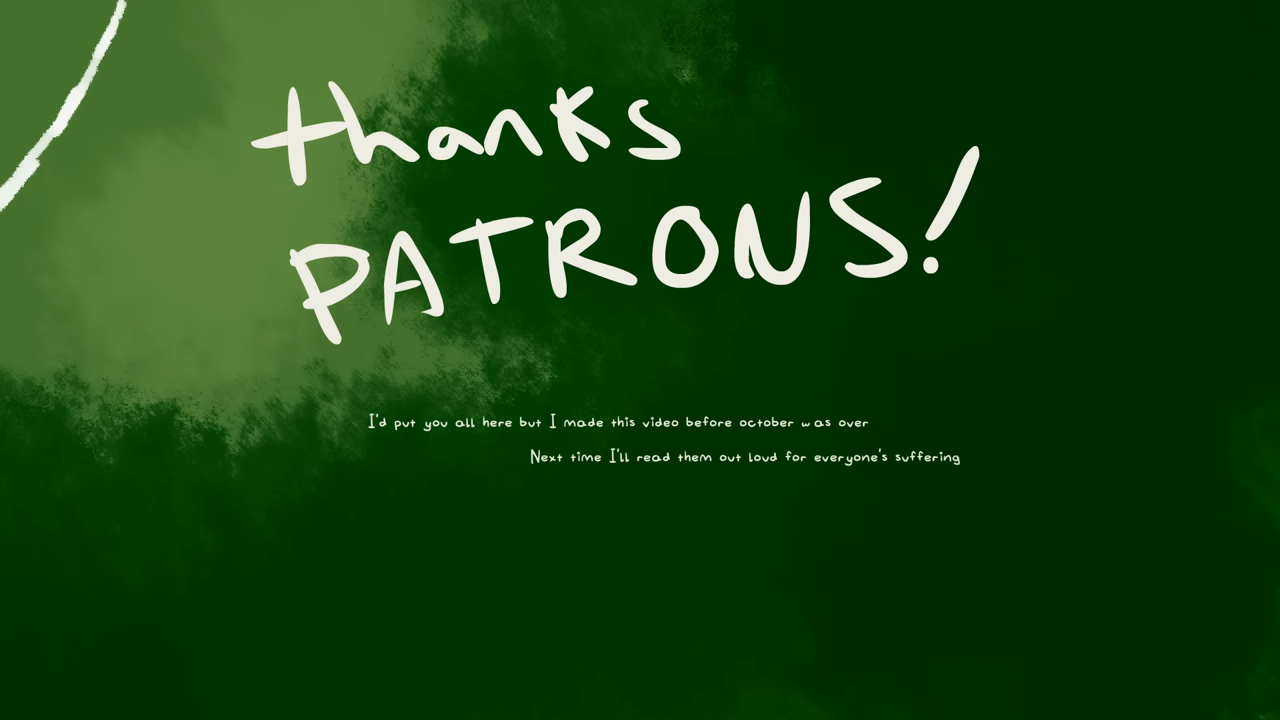 thanks
PATRONS!
I'd put you all here but I made this video before october was over
Next time I'll read them out loud for everyone's suffering